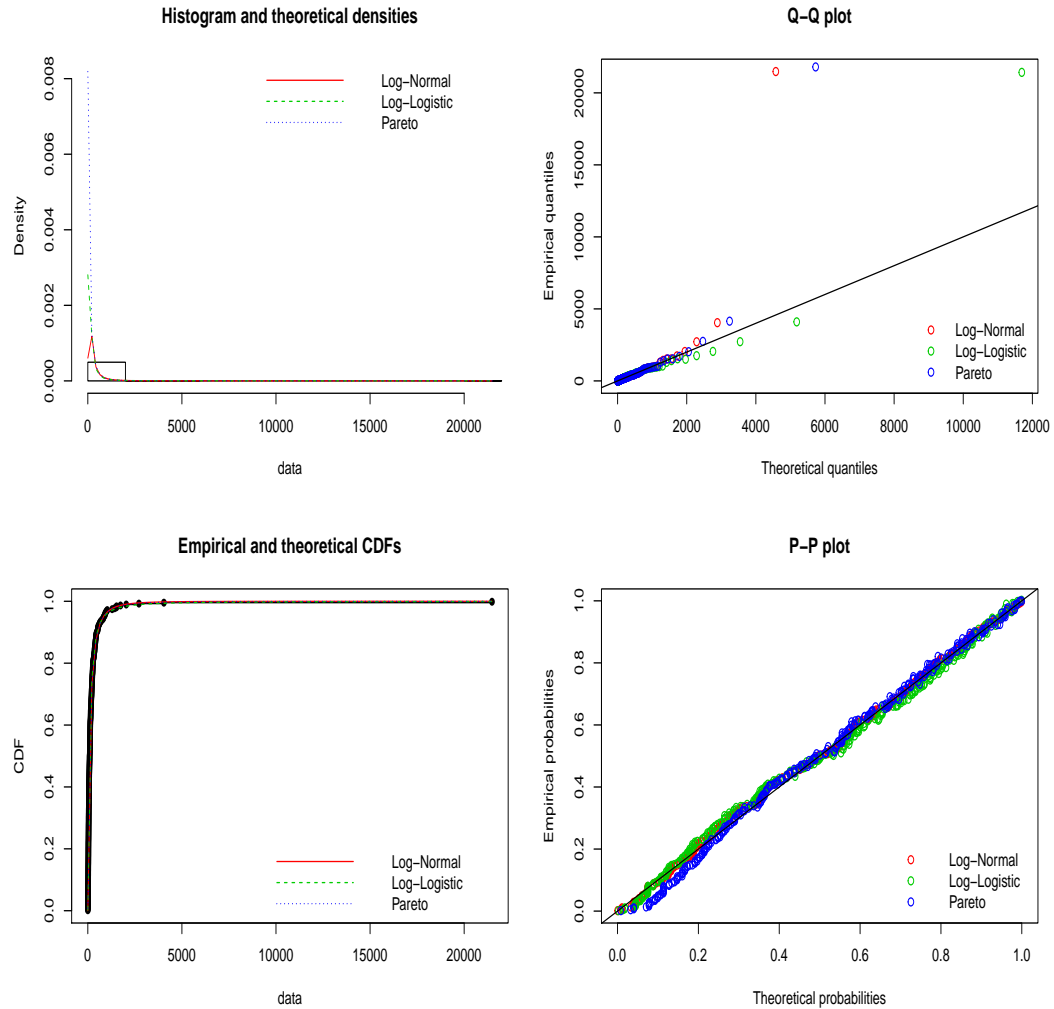 Histogram and theoretical densities
Density
0.000 0.002 0.004 0.006 0.008
Log−Normal
Log−Logistic
Pareto
0 5000 10000 15000 20000
data
Q−Q plot
Empirical quantiles
0 5000 10000 15000 20000
Log−Normal
Log−Logistic
Pareto
0 2000 4000 6000 8000 10000 12000
Theoretical quantiles
Empirical and theoretical CDFs
CDF
0.0 0.2 0.4 0.6 0.8 1.0
Log−Normal
Log−Logistic
Pareto
0 5000 10000 15000 20000
data
P−P plot
Empirical probabilities
0.0 0.2 0.4 0.6 0.8 1.0
Log−Normal
Log−Logistic
Pareto
0.0 0.2 0.4 0.6 0.8 1.0
Theoretical probabilities